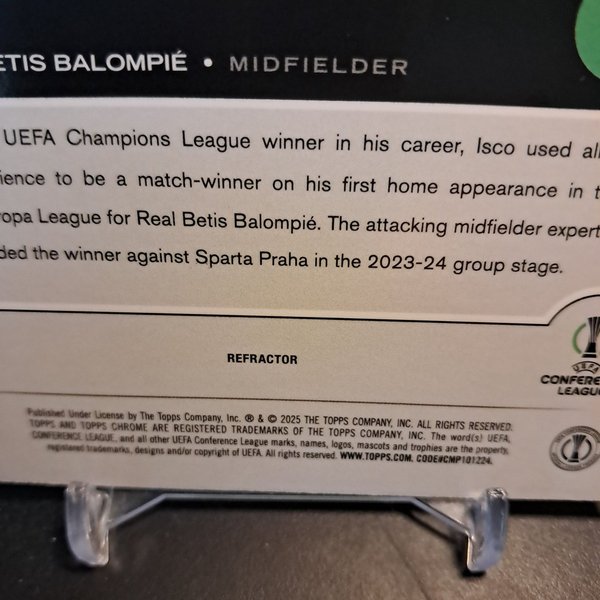 ETIS BALOMPIÉ • MIDFIELDER
UEFA Champions League winner in his career, Isco used all
ience to be a match-winner on his first home appearance in t
opa League for Real Betis Balompié. The attacking midfielder expert
ded the winner against Sparta Praha in the 2023-24 group stage.
REFRACTOR
UEFA
CONFERE
LEAGUE
Published Under License by The Topps Company, Inc. ® & © 2025 THE TOPPS COMPANY, INC. ALL RIGHTS RESERVED.
TOPPS AND TOPPS CHROME ARE REGISTERED TRADEMARKS OF THE TOPPS COMPANY, INC. The word(s) UEFA,
CONFERENCE LEAGUE, and all other UEFA Conference League marks, names, logos, mascots and trophies are the property,
registered trademarks, designs and/or copyright of UEFA. All rights reserved. WWW.TOPPS.COM. CODE#CMP101224.